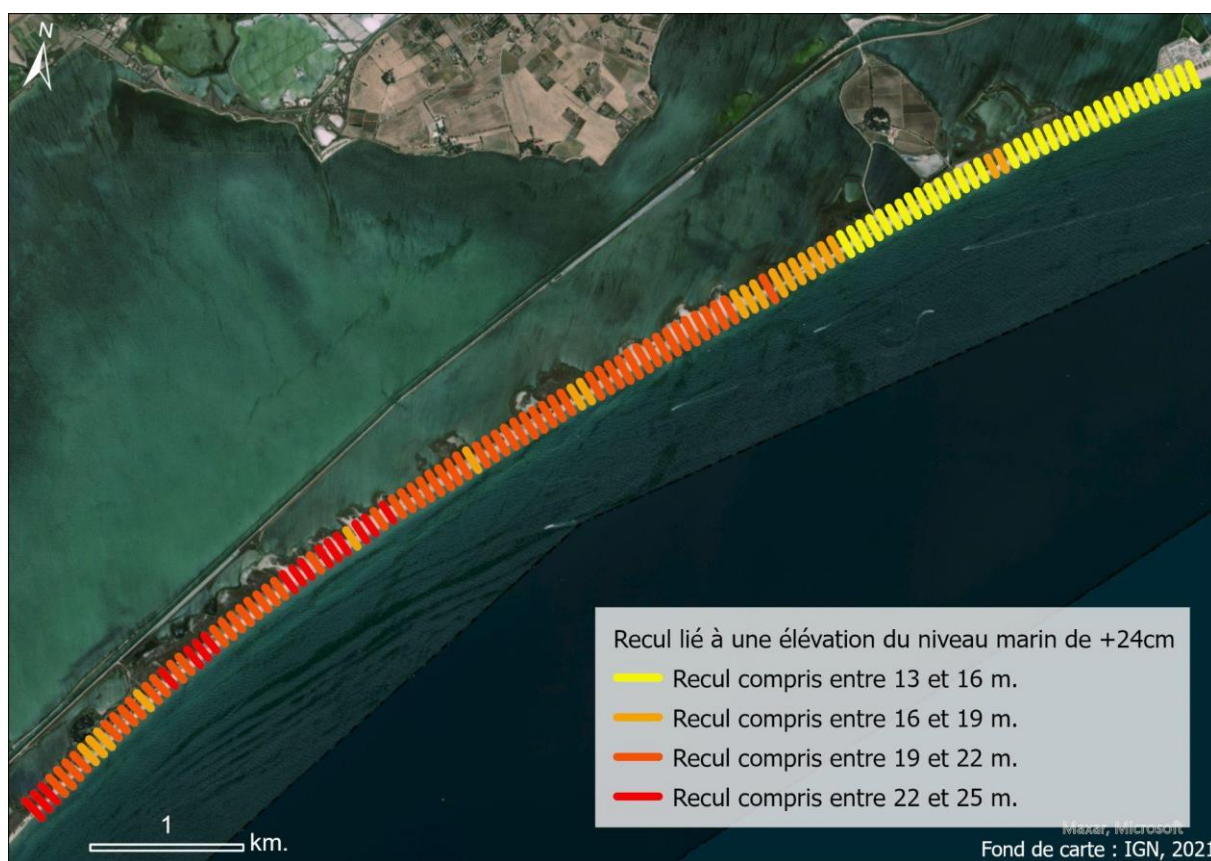 N
Recul lié à une élévation du niveau marin de +24cm
Recul compris entre 13 et 16 m.
Recul compris entre 16 et 19 m.
Recul compris entre 19 et 22 m.
Recul compris entre 22 et 25 m.
1
km.
Maxar, Microsoft
Fond de carte : IGN, 2021